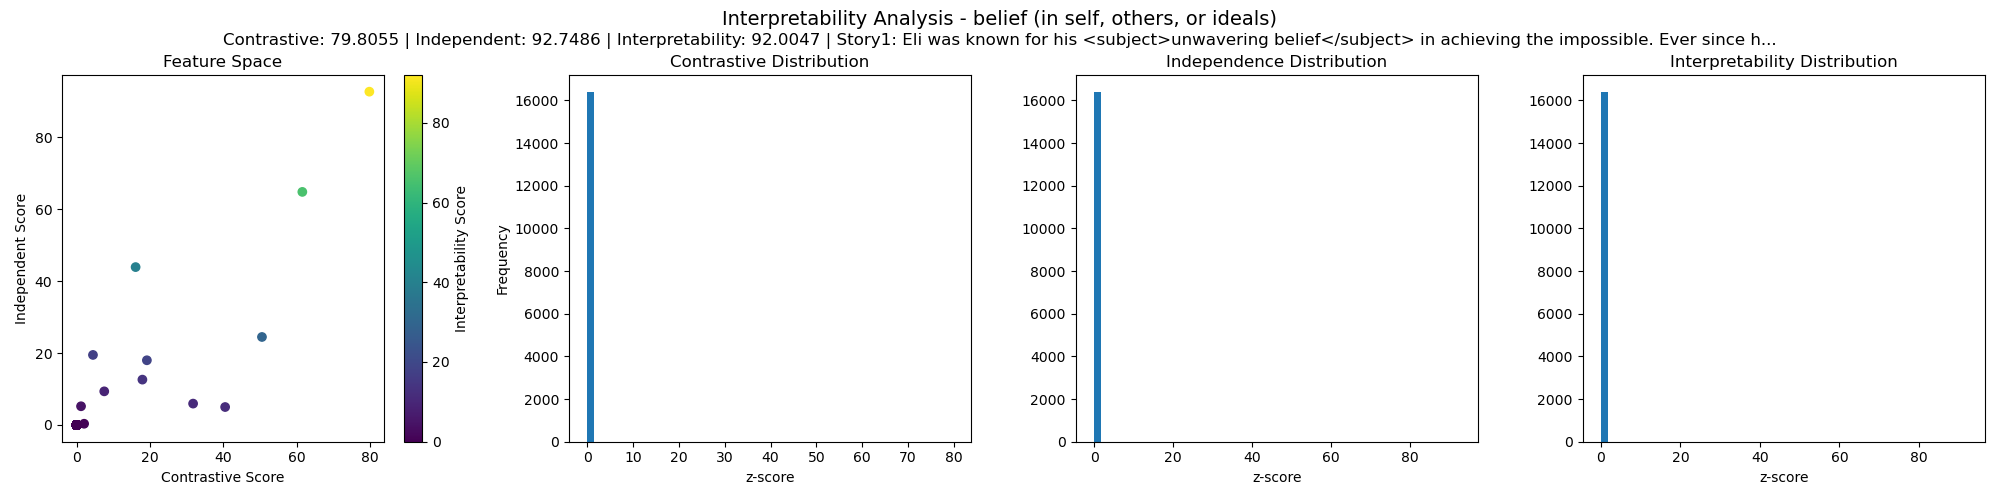 Interpretability Analysis - belief (in self, others, or ideals)
Contrastive: 79.8055 | Independent: 92.7486 | Interpretability: 92.0047 | Story1: Eli was known for his <subject>unwavering belief</subject> in achieving the impossible. Ever since h...
Feature Space
80
60
40
20
0
Independent Score
0 20 40 60 80
Contrastive Score
80
60
40
20
0
Interpretability Score
Contrastive Distribution
16000
14000
12000
10000
8000
6000
4000
2000
0
Frequency
0 10 20 30 40 50 60 70 80
z-score
Independence Distribution
16000
14000
12000
10000
8000
6000
4000
2000
0
0 20 40 60 80
z-score
Interpretability Distribution
16000
14000
12000
10000
8000
6000
4000
2000
0
0 20 40 60 80
z-score